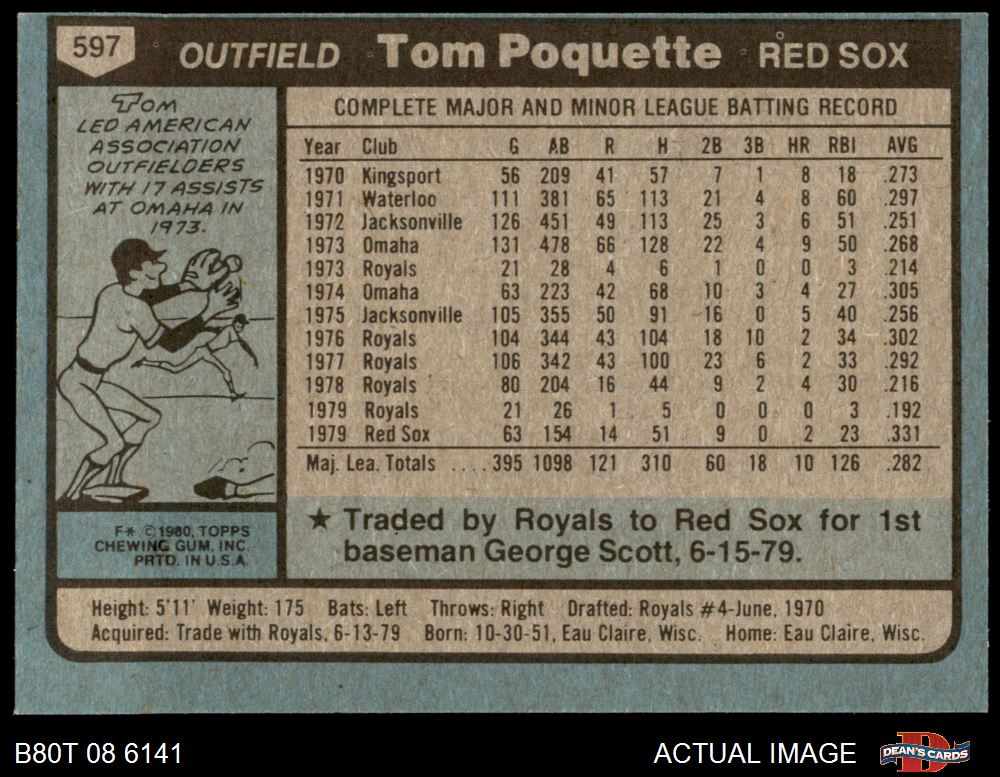 597 OUTFIELD Tom Poquette RED SOX
TOM
LED AMERICAN
ASSOCIATION
OUTFIELDERS
WITH 17 ASSISTS
AT OMAHA IN
1973.
F* © 1980, TOPPS
CHEWING GUM, INC.
PRTD. IN U.S.A.
COMPLETE MAJOR AND MINOR LEAGUE BATTING RECORD
Year Club G AB R H 2B 3B HR RBI AVG
1970 Kingsport 56 209 41 57 7 1 8 18 .273
1971 Waterloo 111 381 65 113 21 4 8 60 .297
1972 Jacksonville 126 451 49 113 25 3 6 51 .251
1973 Omaha 131 478 66 128 22 4 9 50 .268
1973 Royals 21 28 4 6 1 0 0 3 .214
1974 Omaha 63 223 42 68 10 3 4 27 .305
1975 Jacksonville 105 355 50 91 16 0 5 40 .256
1976 Royals 104 344 43 104 18 10 2 34 .302
1977 Royals 106 342 43 100 23 6 2 33 .292
1978 Royals 80 204 16 44 9 2 4 30 .216
1979 Royals 21 26 1 5 0 0 0 3 .192
1979 Red Sox 63 154 14 51 9 0 2 23 .331
Maj. Lea. Totals .... 395 1098 121 310 60 18 10 126 .282
★ Traded by Royals to Red Sox for 1st
baseman George Scott, 6-15-79.
Height: 5'11' Weight: 175 Bats: Left Throws: Right Drafted: Royals #4-June, 1970
Acquired: Trade with Royals, 6-13-79 Born: 10-30-51, Eau Claire, Wisc. Home: Eau Claire, Wisc.
B80T 08 6141 ACTUAL IMAGE DEAN'S CARDS